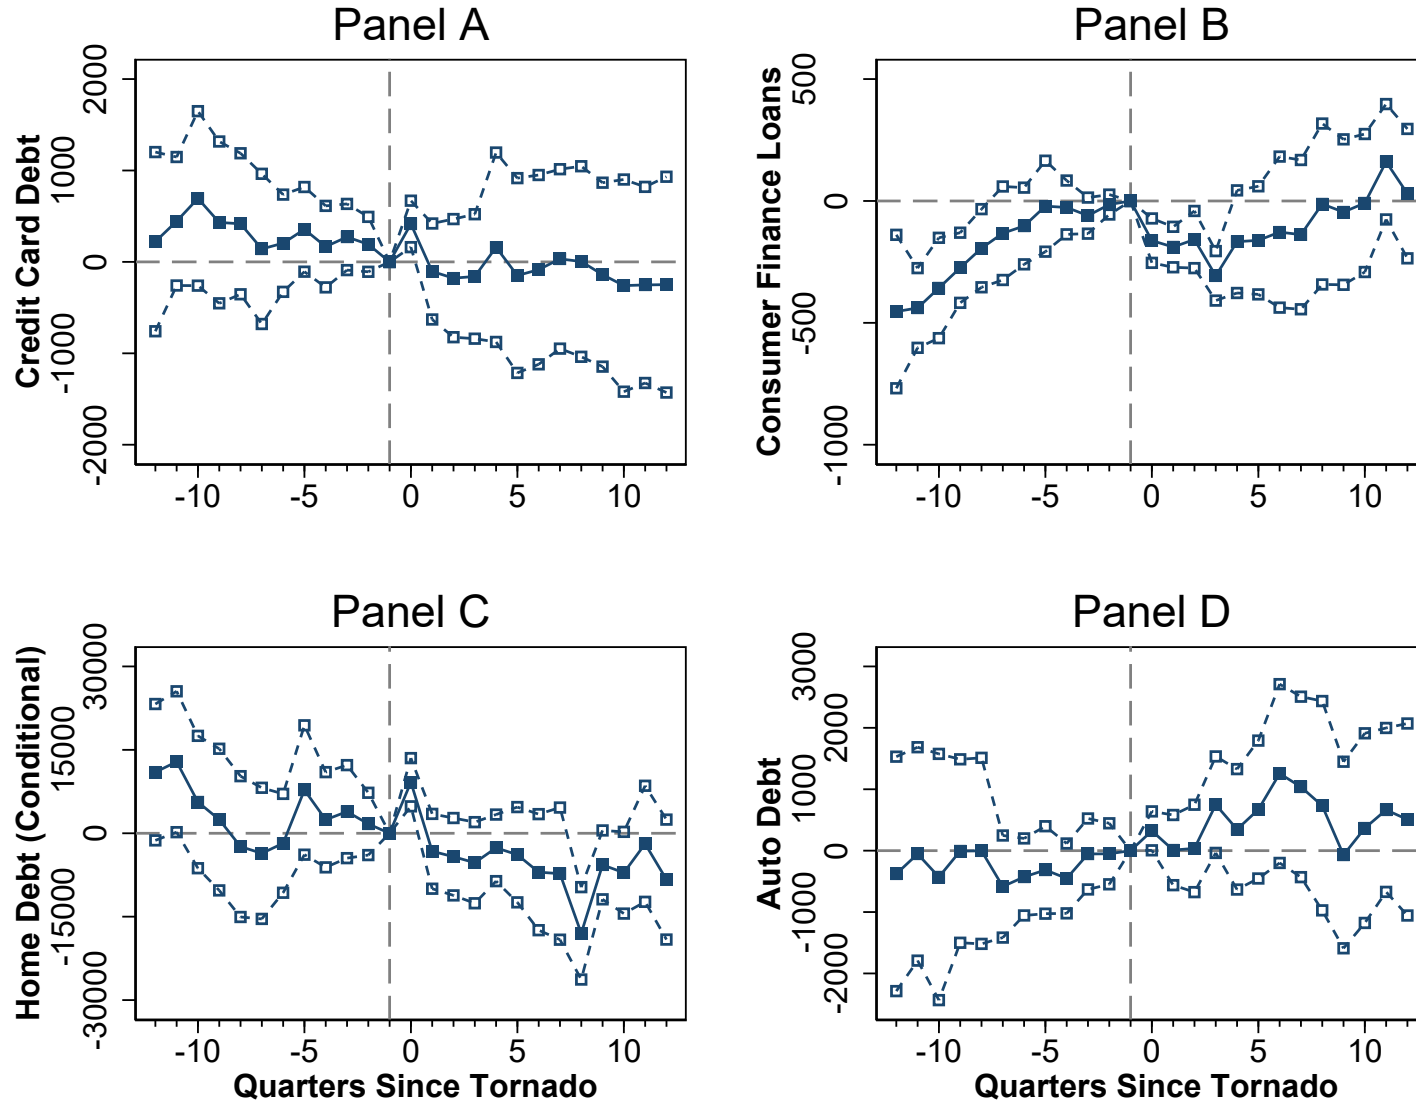 Panel A
Credit Card Debt
2000
1000
0
-1000
-2000
-10 -5 0 5 10
Panel B
Consumer Finance Loans
500
0
-500
-1000
-10 -5 0 5 10
Panel C
Home Debt (Conditional)
30000
15000
0
-15000
-30000
-10 -5 0 5 10
Quarters Since Tornado
Panel D
Auto Debt
3000
2000
1000
0
-1000
-2000
-10 -5 0 5 10
Quarters Since Tornado